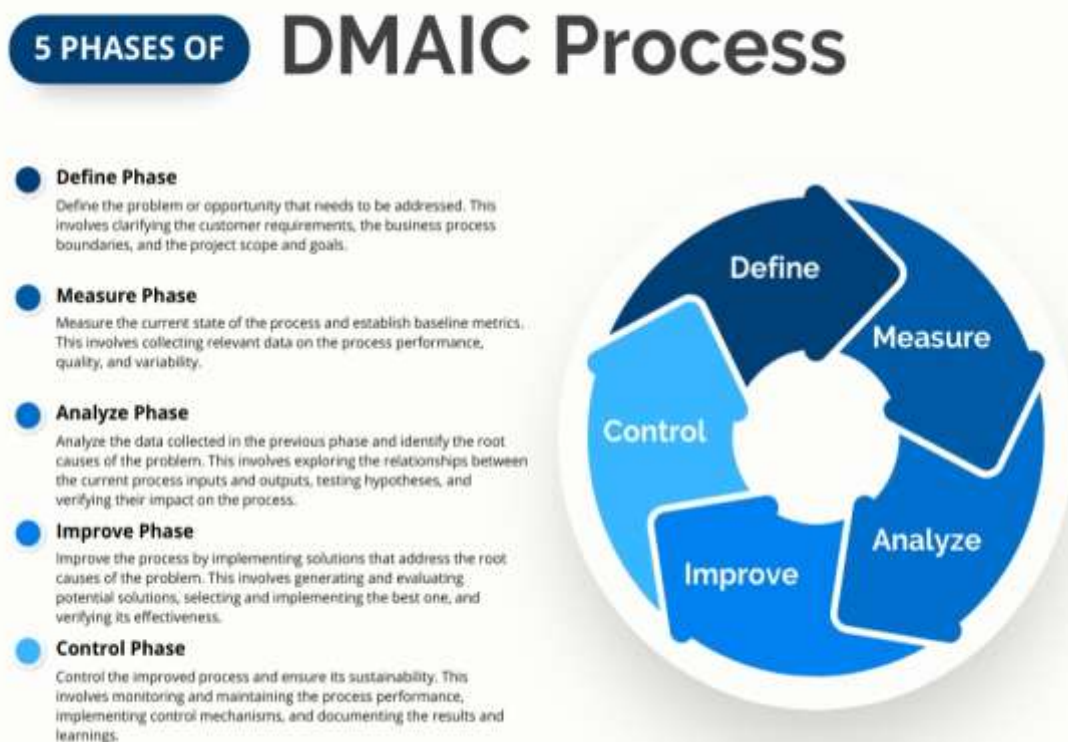 5 PHASES OF DMAIC Process
Define Phase
Define the problem or opportunity that needs to be addressed. This
involves clarifying the customer requirements, the business process
boundaries, and the project scope and goals.
Measure Phase
Measure the current state of the process and establish baseline metrics.
This involves collecting relevant data on the process performance,
quality, and variability.
Analyze Phase
Analyze the data collected in the previous phase and identify the root
causes of the problem. This involves exploring the relationships between
the current process inputs and outputs, testing hypotheses, and
verifying their impact on the process.
Improve Phase
Improve the process by implementing solutions that address the root
causes of the problem. This involves generating and evaluating
potential solutions, selecting and implementing the best one, and
verifying its effectiveness.
Control Phase
Control the improved process and ensure its sustainability. This
involves monitoring and maintaining the process performance,
implementing control mechanisms, and documenting the results and
learnings.
Define
Measure
Analyze
Improve
Control